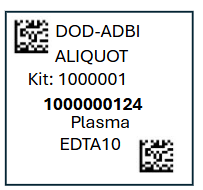 DOD-ADBI
ALIQUOT
Kit: 1000001
1000000124
Plasma
EDTA10